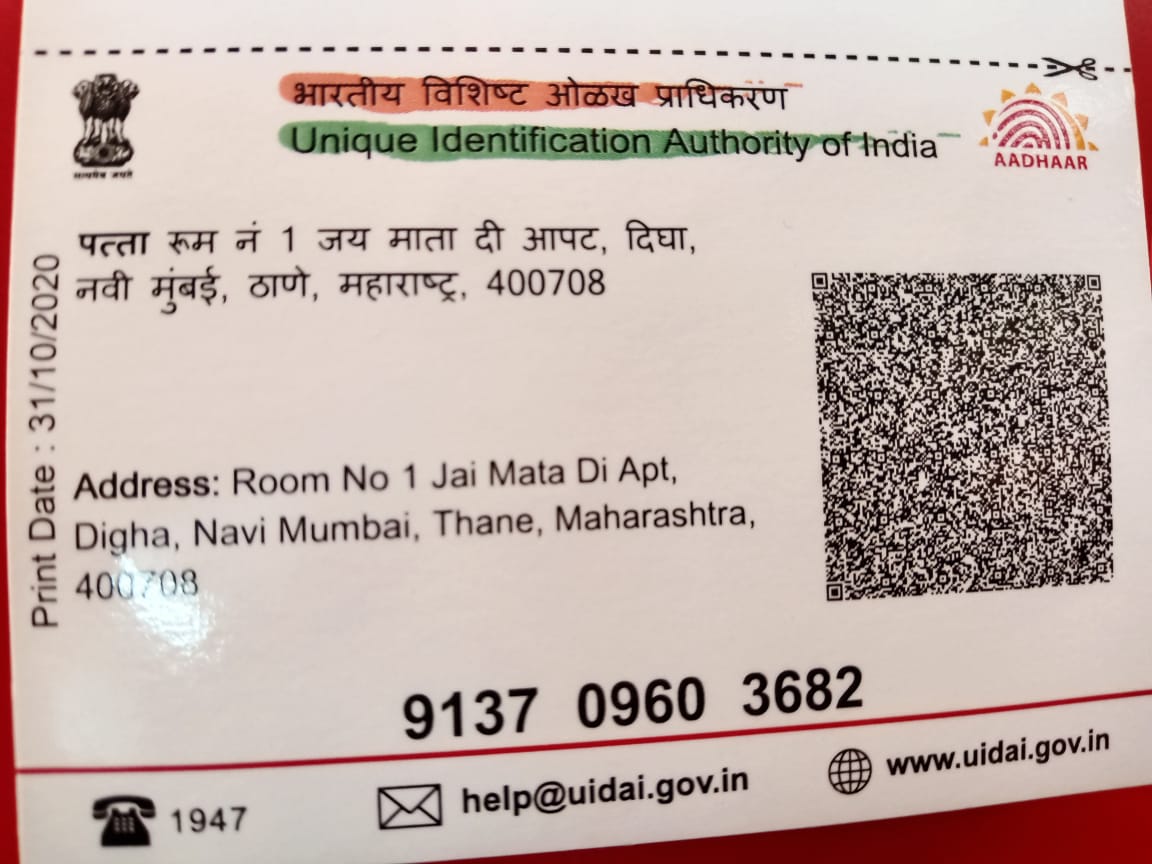 भारतीय विशिष्ट ओळख प्राधिकरण
Unique Identification Authority of India
सत्यमेव जयते
AADHAAR
पत्ता रूम नं 1 जय माता दी आपट, दिघा,
नवी मुंबई, ठाणे, महाराष्ट्र, 400708
Print Date : 31/10/2020
Address: Room No 1 Jai Mata Di Apt,
Digha, Navi Mumbai, Thane, Maharashtra,
400708
9137 0960 3682
1947 help@uidai.gov.in www.uidai.gov.in